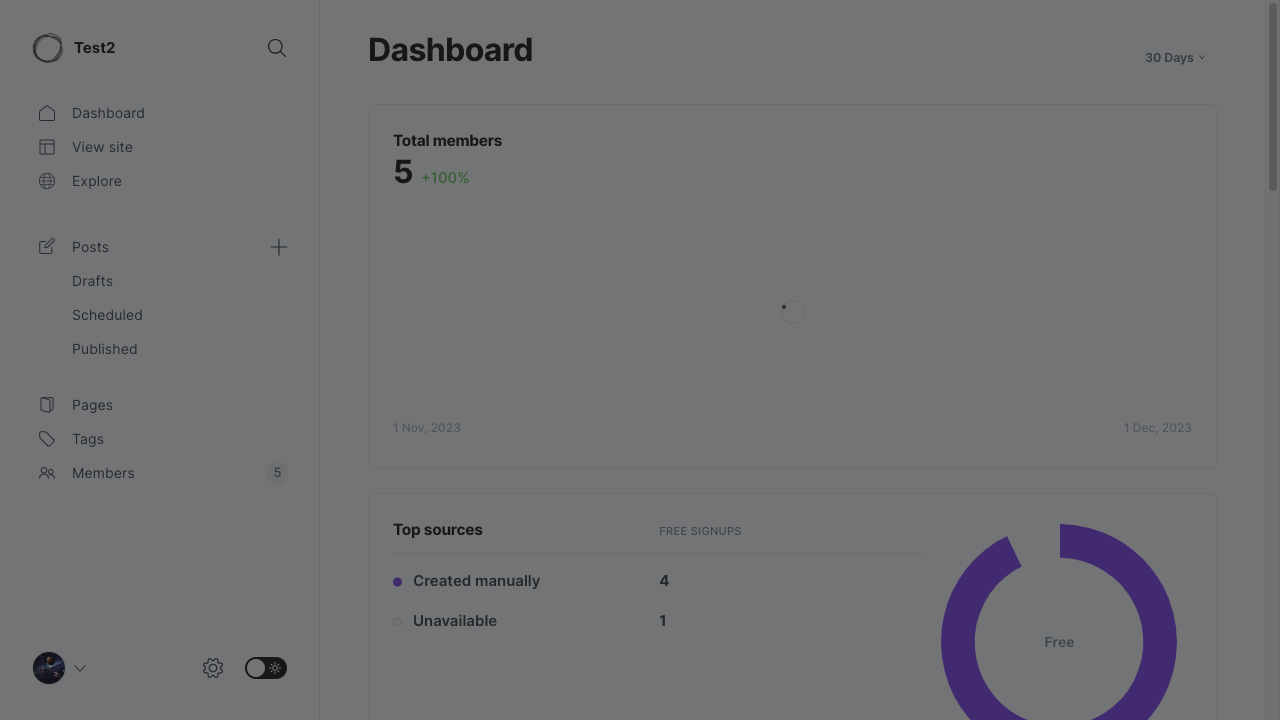 Test2
Dashboard
View site
Explore
Posts
Drafts
Scheduled
Published
Pages
Tags
Members 5
Dashboard
30 Days
Total members
5 +100%
1 Nov, 2023 1 Dec, 2023
Top sources FREE SIGNUPS
Created manually 4
Unavailable 1
Free